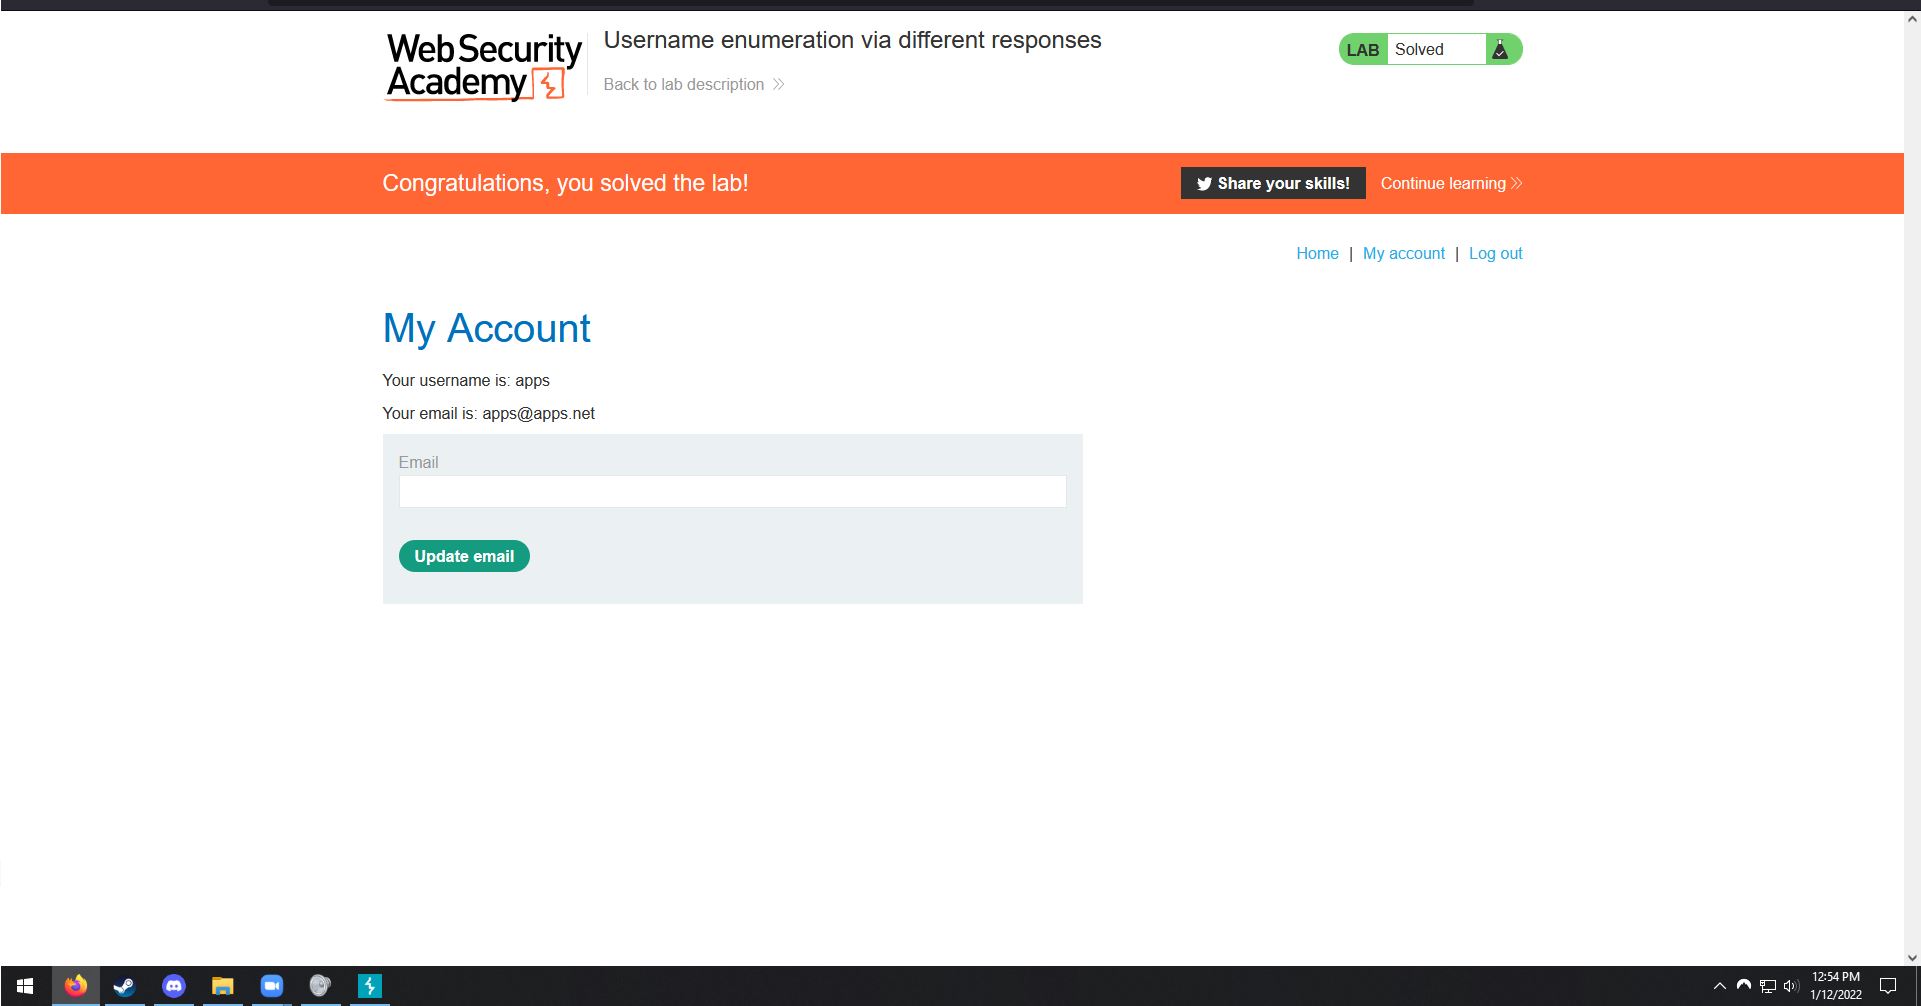 Web Security
Academy
Username enumeration via different responses
Back to lab description
LAB Solved
Congratulations, you solved the lab!
Share your skills!
Continue learning
Home | My account | Log out
My Account
Your username is: apps
Your email is: apps@apps.net
Email
Update email
12:54 PM
1/12/2022